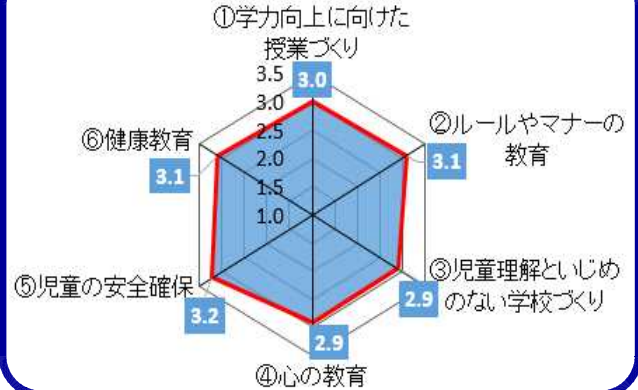 ①学力向上に向けた
授業づくり
3.5
3.0
3.0
2.5
2.0
1.5
1.0
②ルールやマナーの
教育
3.1
③児童理解といじめ
のない学校づくり
2.9
④心の教育
2.9
⑤児童の安全確保
3.2
⑥健康教育
3.1